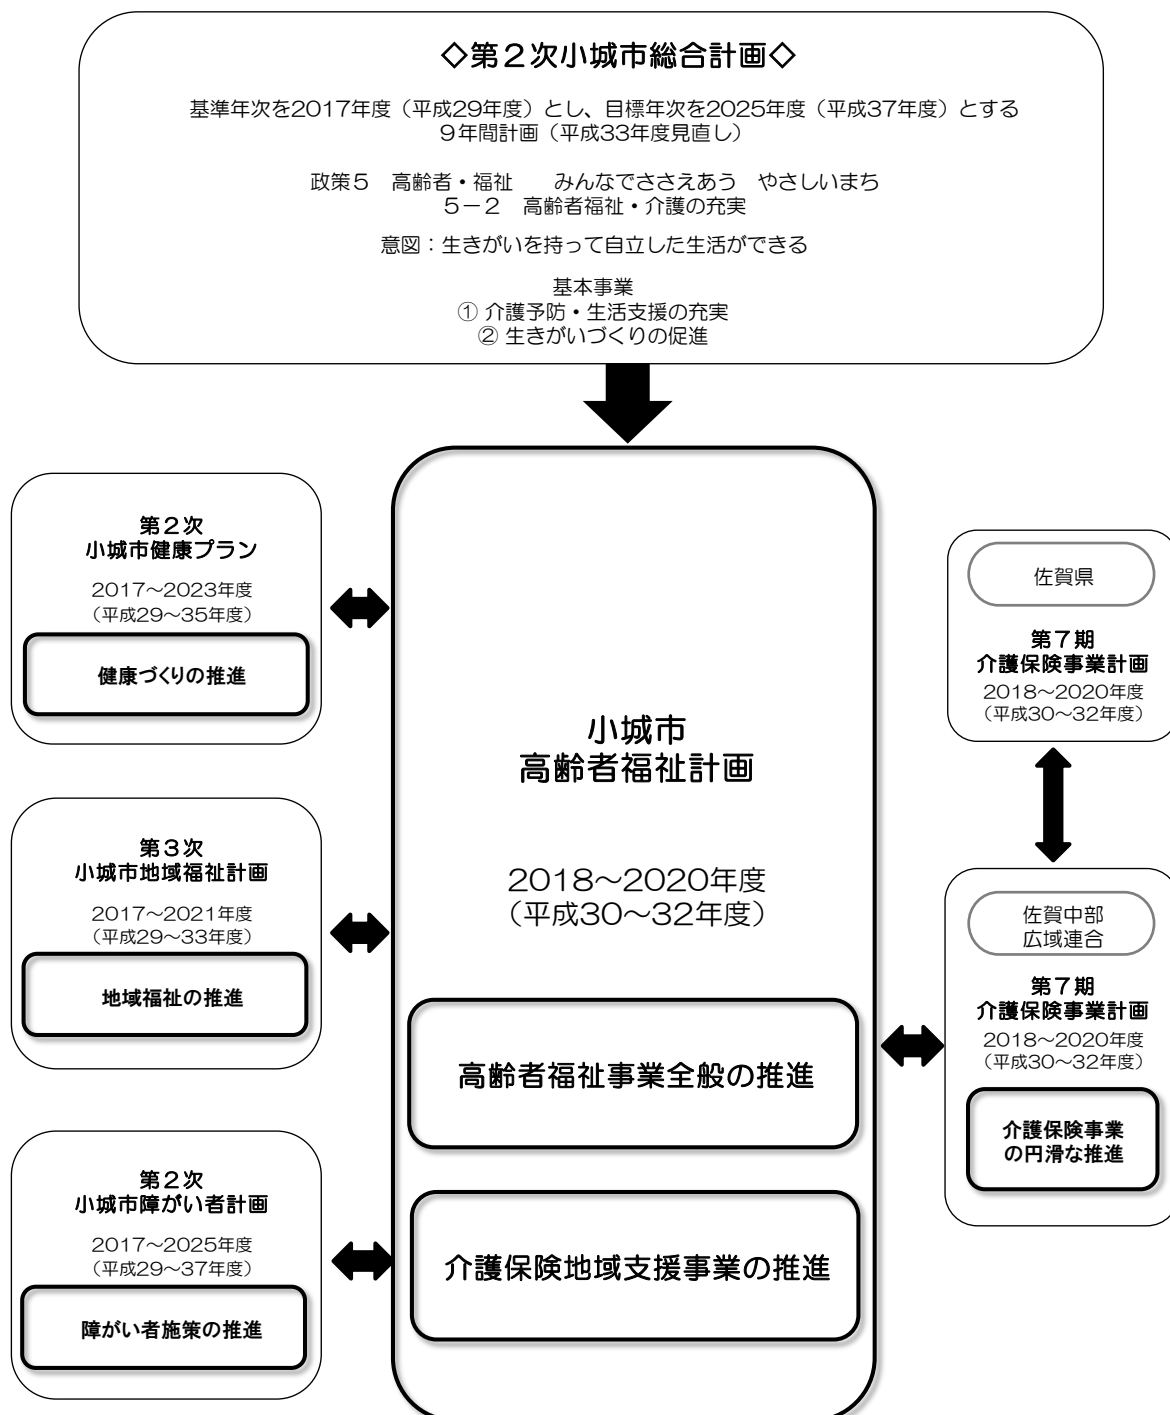 ◇第２次小城市総合計画◇
基準年次を2017年度（平成29年度）とし、目標年次を2025年度（平成37年度）とする
９年間計画（平成33年度見直し）
政策５　高齢者・福祉　　みんなでささえあう　やさしいまち
５－２　高齢者福祉・介護の充実
意図：生きがいを持って自立した生活ができる
基本事業
① 介護予防・生活支援の充実
② 生きがいづくりの促進
第２次
小城市健康プラン
2017～2023年度
（平成29～35年度）
健康づくりの推進
第３次
小城市地域福祉計画
2017～2021年度
（平成29～33年度）
地域福祉の推進
第２次
小城市障がい者計画
2017～2025年度
（平成29～37年度）
障がい者施策の推進
小城市
高齢者福祉計画
2018～2020年度
（平成30～32年度）
高齢者福祉事業全般の推進
介護保険地域支援事業の推進
佐賀県
第７期
介護保険事業計画
2018～2020年度
（平成30～32年度）
佐賀中部
広域連合
第７期
介護保険事業計画
2018～2020年度
（平成30～32年度）
介護保険事業
の円滑な推進